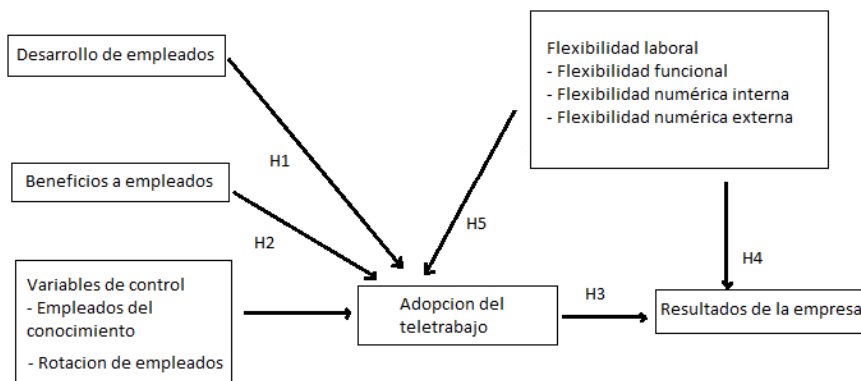 Desarrollo de empleados
Flexibilidad laboral
- Flexibilidad funcional
- Flexibilidad numérica interna
- Flexibilidad numérica externa
H1
Beneficios a empleados
H2
H5
H4
Variables de control
- Empleados del
conocimiento
- Rotacion de empleados
Adopcion del
teletrabajo
H3
Resultados de la empresa